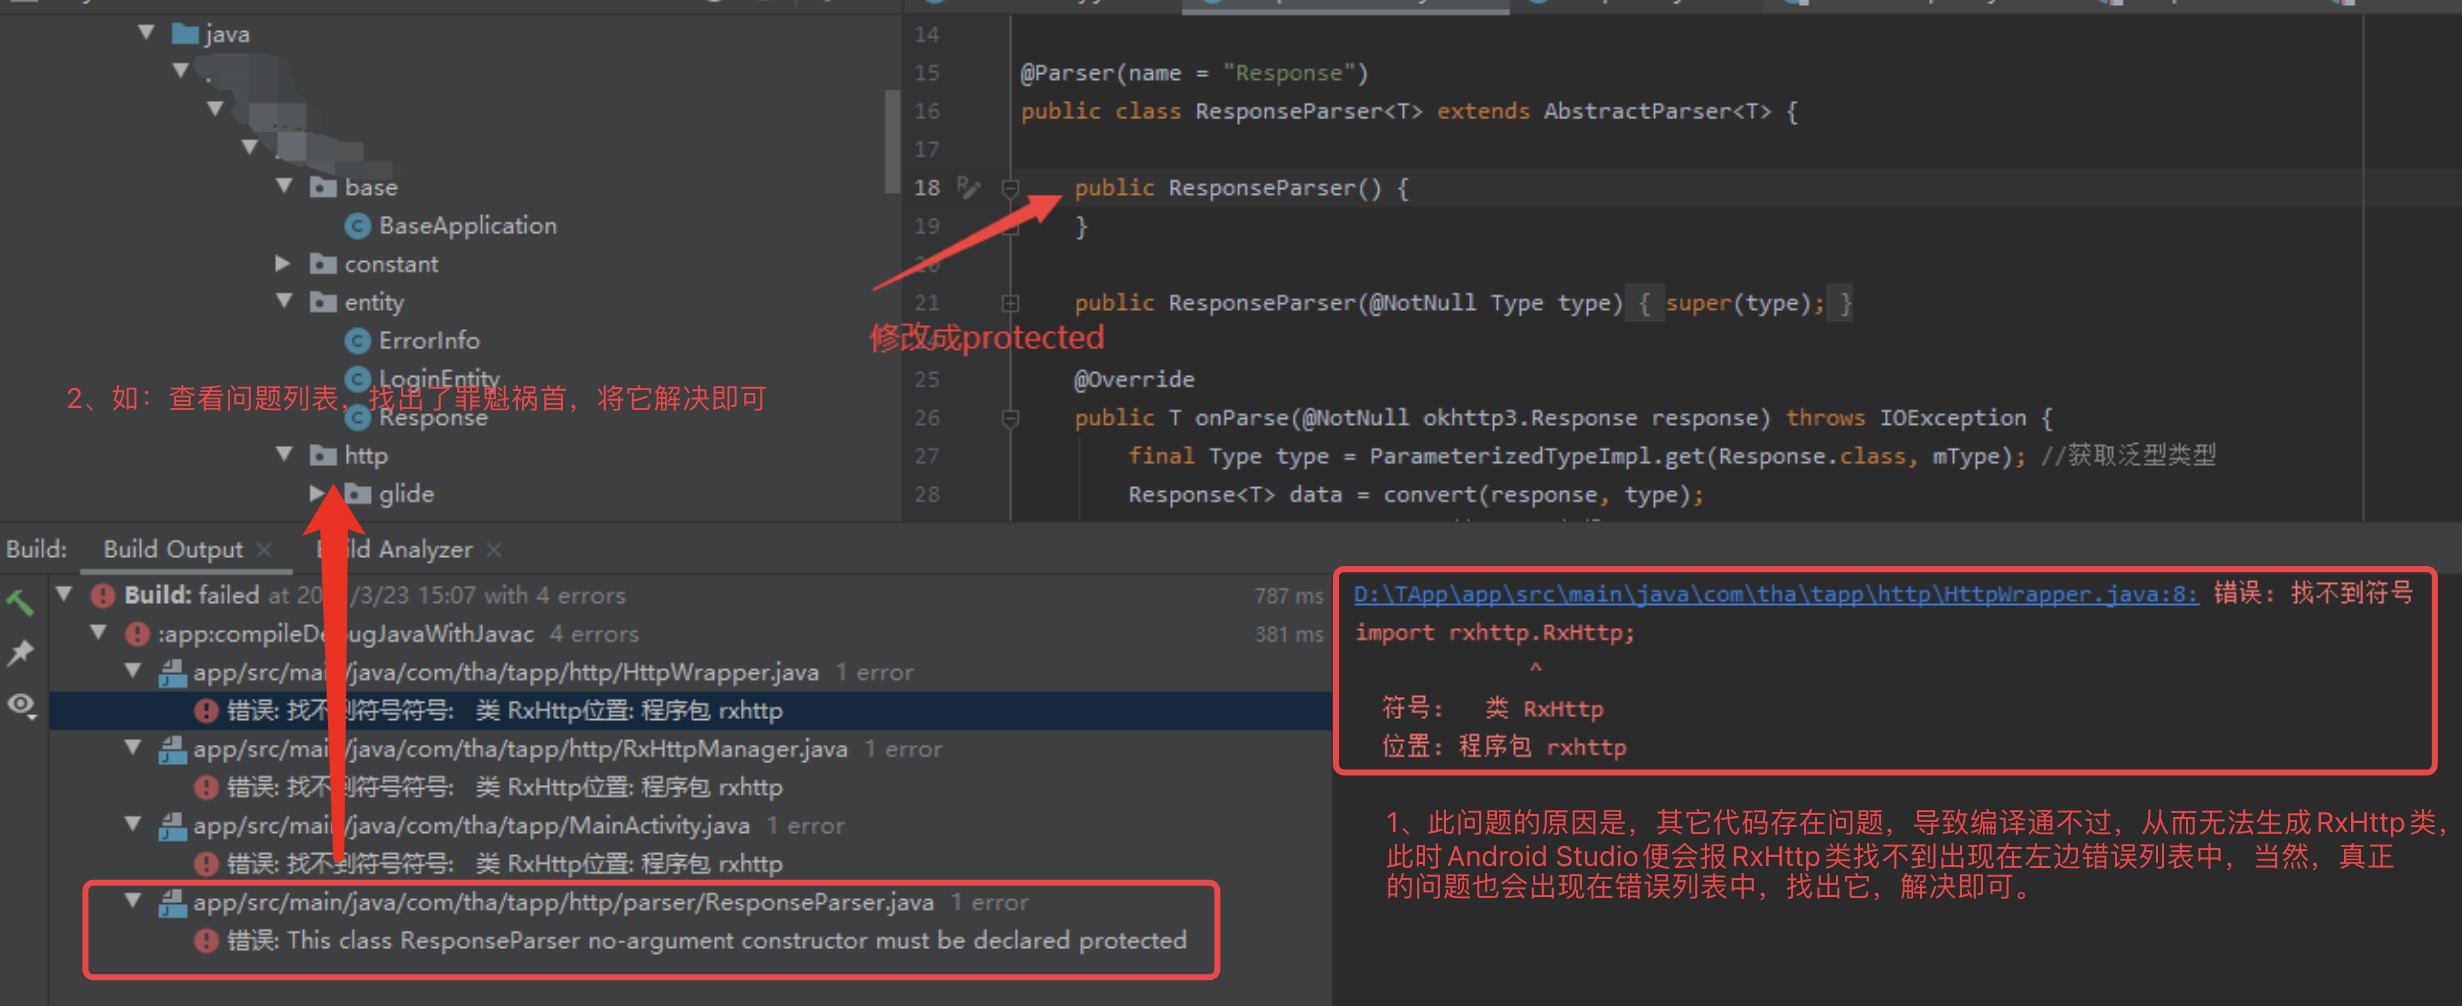 java
base
BaseApplication
constant
entity
ErrorInfo
LoginEntity
2、如：查看问题列表，找出了罪魁祸首，将它解决即可
Response
http
glide
14
15 @Parser(name = "Response")
16 public class ResponseParser<T> extends AbstractParser<T> {
17
18 public ResponseParser() {
19 }
20
21 public ResponseParser(@NotNull Type type) { super(type); }
修改成protected
25 @Override
26 public T onParse(@NotNull okhttp3.Response response) throws IOException {
27 final Type type = ParameterizedTypeImpl.get(Response.class, mType); //获取泛型类型
28 Response<T> data = convert(response, type);
Build: Build Output Analyzer
Build: failed at /3/23 15:07 with 4 errors 787 ms
:app:compileDebugJavaWithJavac 4 errors 381 ms
app/src/main/java/com/tha/tapp/http/HttpWrapper.java 1 error
错误: 找不到符号符号: 类 RxHttp位置: 程序包 rxhttp
app/src/main/java/com/tha/tapp/http/RxHttpManager.java 1 error
错误: 找不到符号符号: 类 RxHttp位置: 程序包 rxhttp
app/src/main/java/com/tha/tapp/MainActivity.java 1 error
错误: 找不到符号符号: 类 RxHttp位置: 程序包 rxhttp
app/src/main/java/com/tha/tapp/http/parser/ResponseParser.java 1 error
错误: This class ResponseParser no-argument constructor must be declared protected
D:\TApp\app\src\main\java\com\tha\tapp\http\HttpWrapper.java:8: 错误: 找不到符号
import rxhttp.RxHttp;
^
符号: 类 RxHttp
位置: 程序包 rxhttp
1、此问题的原因是，其它代码存在问题，导致编译通不过，从而无法生成RxHttp类，
此时Android Studio便会报RxHttp类找不到出现在左边错误列表中，当然，真正
的问题也会出现在错误列表中，找出它，解决即可。